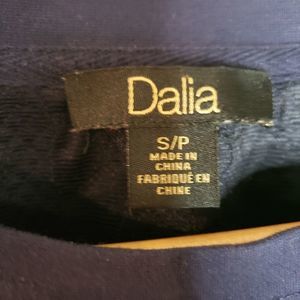 Dalia
S/P
MADE IN
CHINA
FABRIQUÉ EN
CHINE